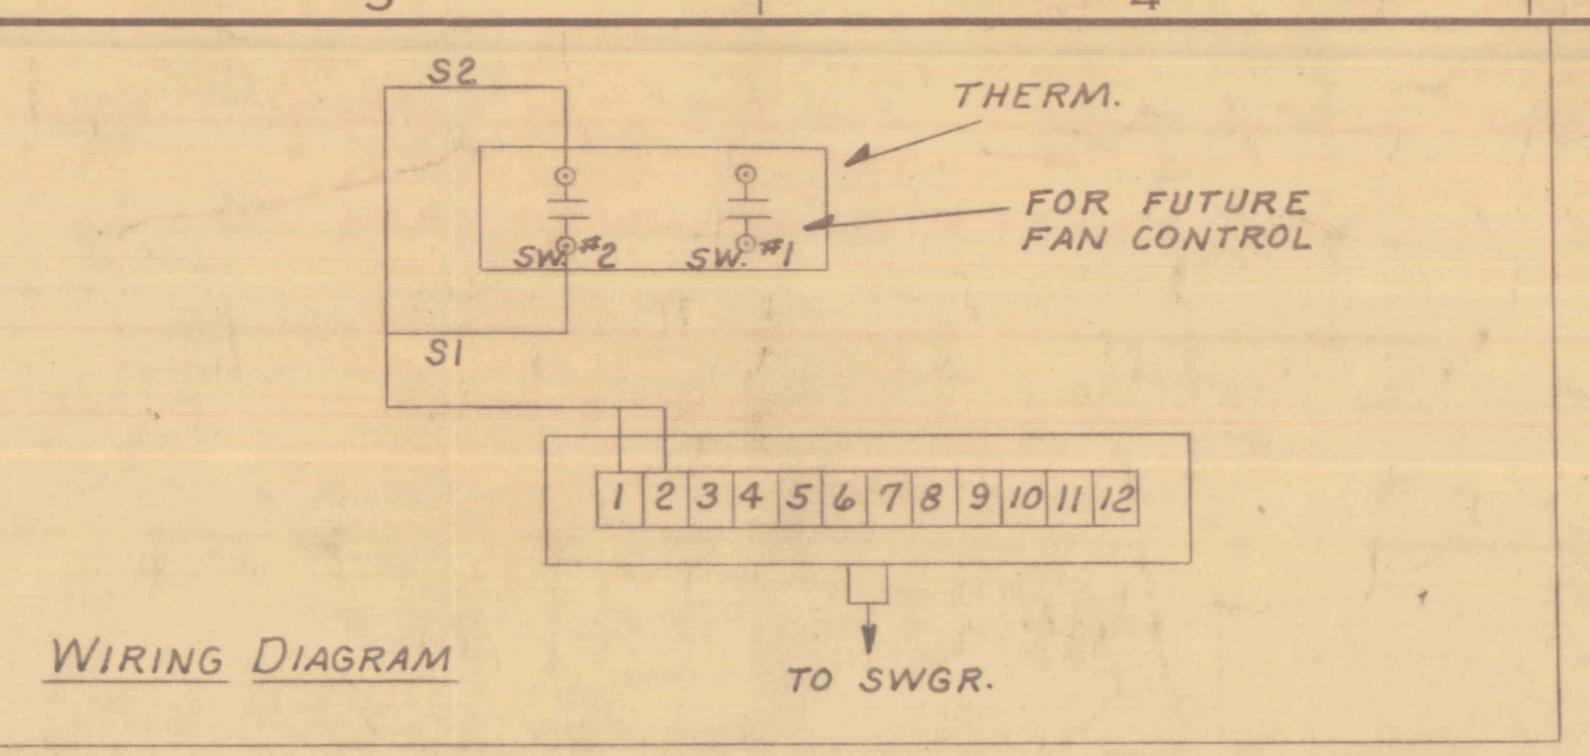 S2
THERM.
FOR FUTURE
FAN CONTROL
SW. #2 SW. #1
S1
1 2 3 4 5 6 7 8 9 10 11 12
WIRING DIAGRAM
TO SWGR.